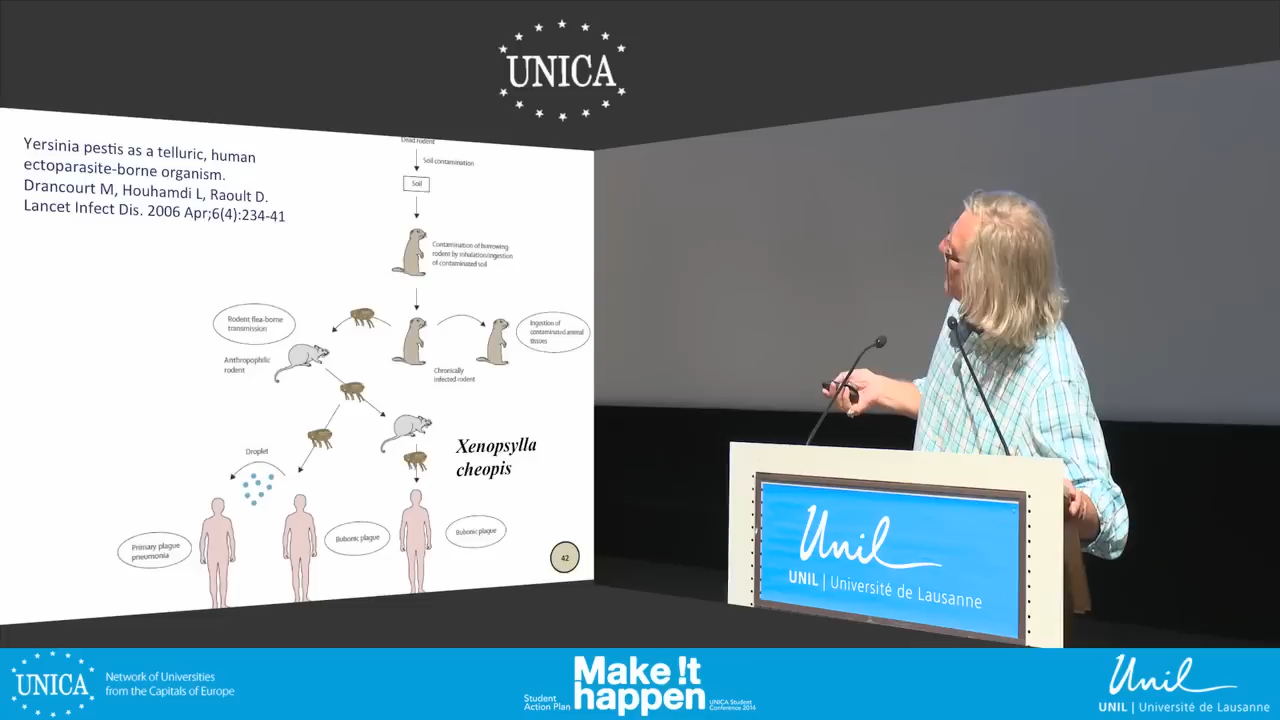 UNICA
Yersinia pestis as a telluric, human
ectoparasite-borne organism.
Drancourt M, Houhamdi L, Raoult D.
Lancet Infect Dis. 2006 Apr;6(4):234-41
Dead rodent
Soil contamination
Soil
Contamination of burrowing
rodent by inhalation/ingestion
of contaminated soil
Rodent flea-borne
transmission
Ingestion of
contaminated animal
tissues
Anthropophilic
rodent
Chronically
infected rodent
Xenopsylla
cheopis
Droplet
Primary plague
pneumonia
Bubonic plague
Bubonic plague
42
Unil
UNIL | Université de Lausanne
UNICA
Network of Universities
from the Capitals of Europe
Student
Action Plan
Make !t
happen
UNICA Student
Conference 2014
Unil
UNIL | Université de Lausanne